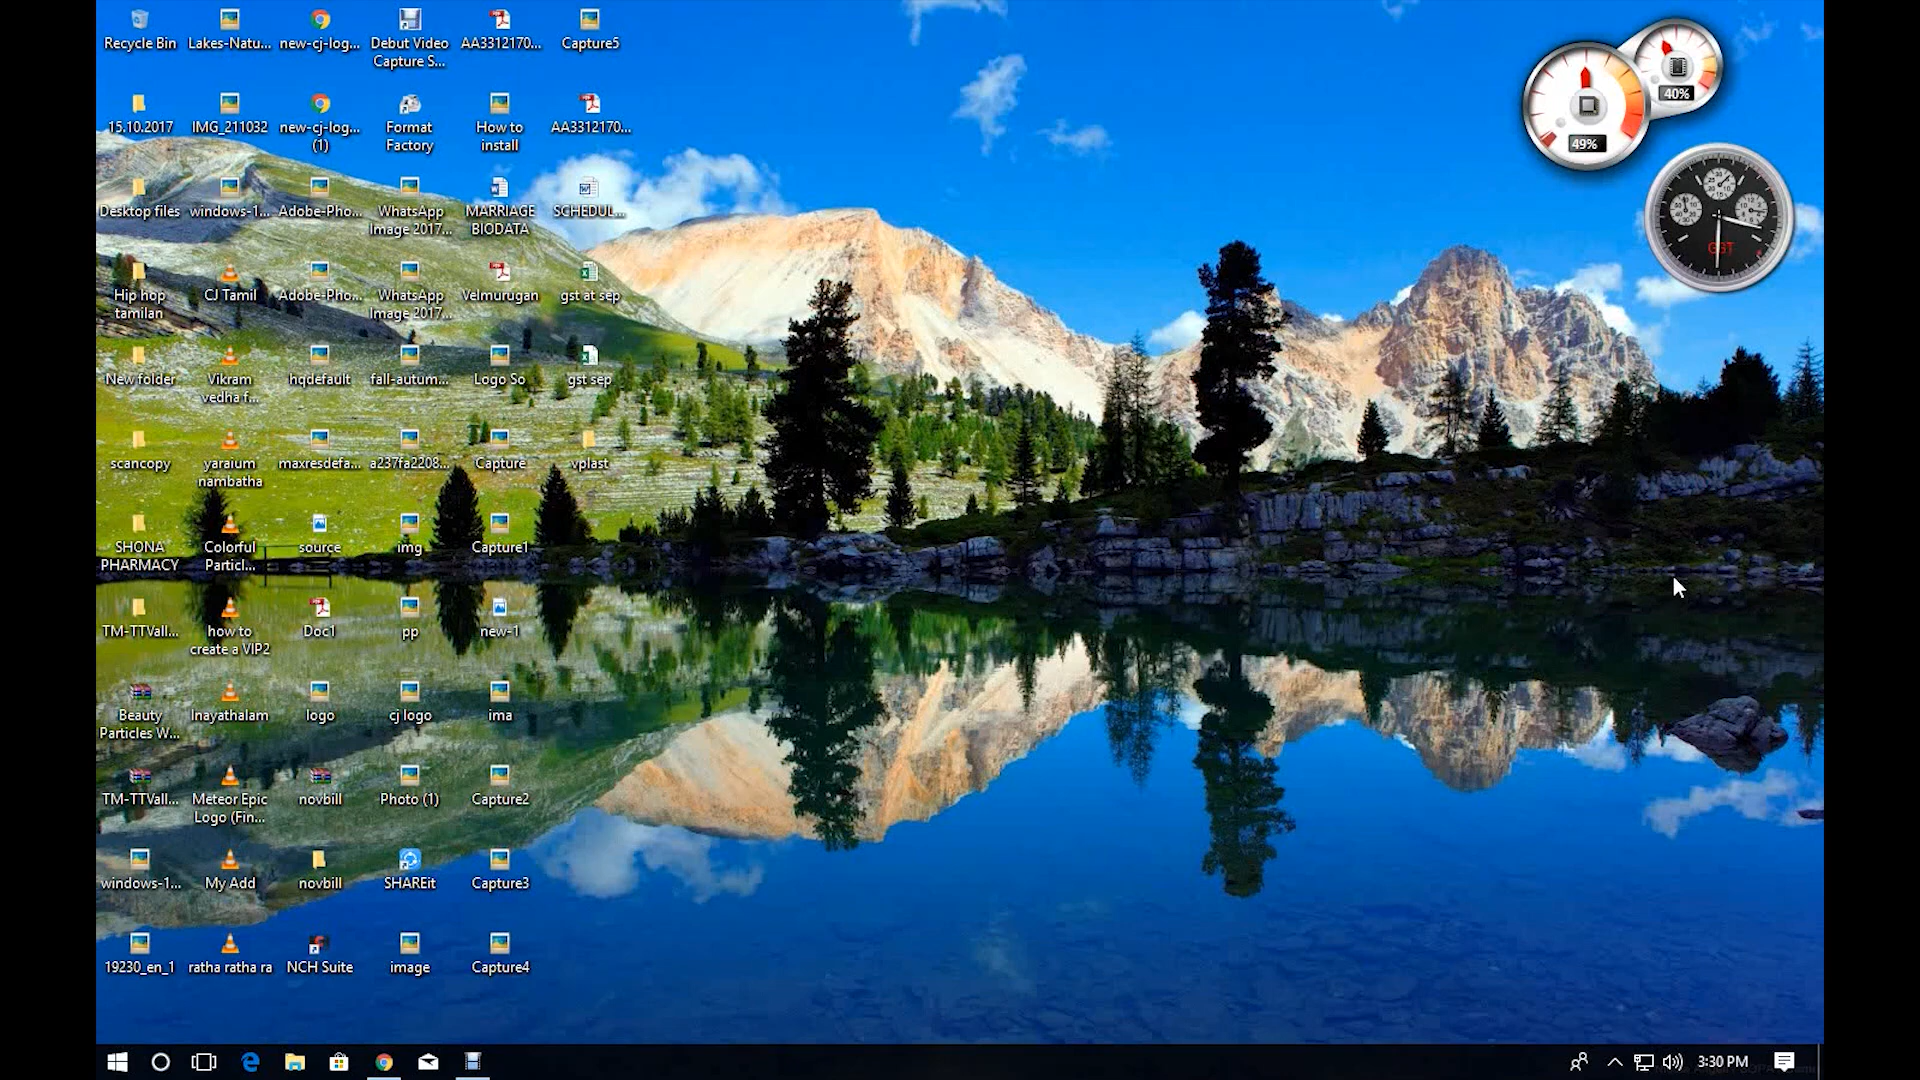 Recycle Bin
Lakes-Natu...
new-cj-log...
Debut Video
Capture S...
AA3312170...
Capture5
15.10.2017
IMG_211032
new-cj-log...
(1)
Format
Factory
How to
install
AA3312170...
Desktop files
windows-1...
Adobe-Pho...
WhatsApp
Image 2017...
MARRIAGE
BIODATA
SCHEDUL...
Hip hop
tamilan
CJ Tamil
Adobe-Pho...
WhatsApp
Image 2017...
Velmurugan
gst at sep
New folder
Vikram
vedha f...
hqdefault
fall-autum...
Logo So
gst sep
scancopy
yaraium
nambatha
maxresdefa...
a237fa2208...
Capture
vplast
SHONA
PHARMACY
Colorful
Particl...
source
img
Capture1
TM-TTVall...
how to
create a VIP2
Doc1
pp
new-1
Beauty
Particles W...
Inayathalam
logo
cj logo
ima
TM-TTVall...
Meteor Epic
Logo (Fin...
novbill
Photo (1)
Capture2
windows-1...
My Add
novbill
SHAREit
Capture3
19230_en_1
ratha ratha ra
NCH Suite
image
Capture4
40%
49%
GST
3:30 PM